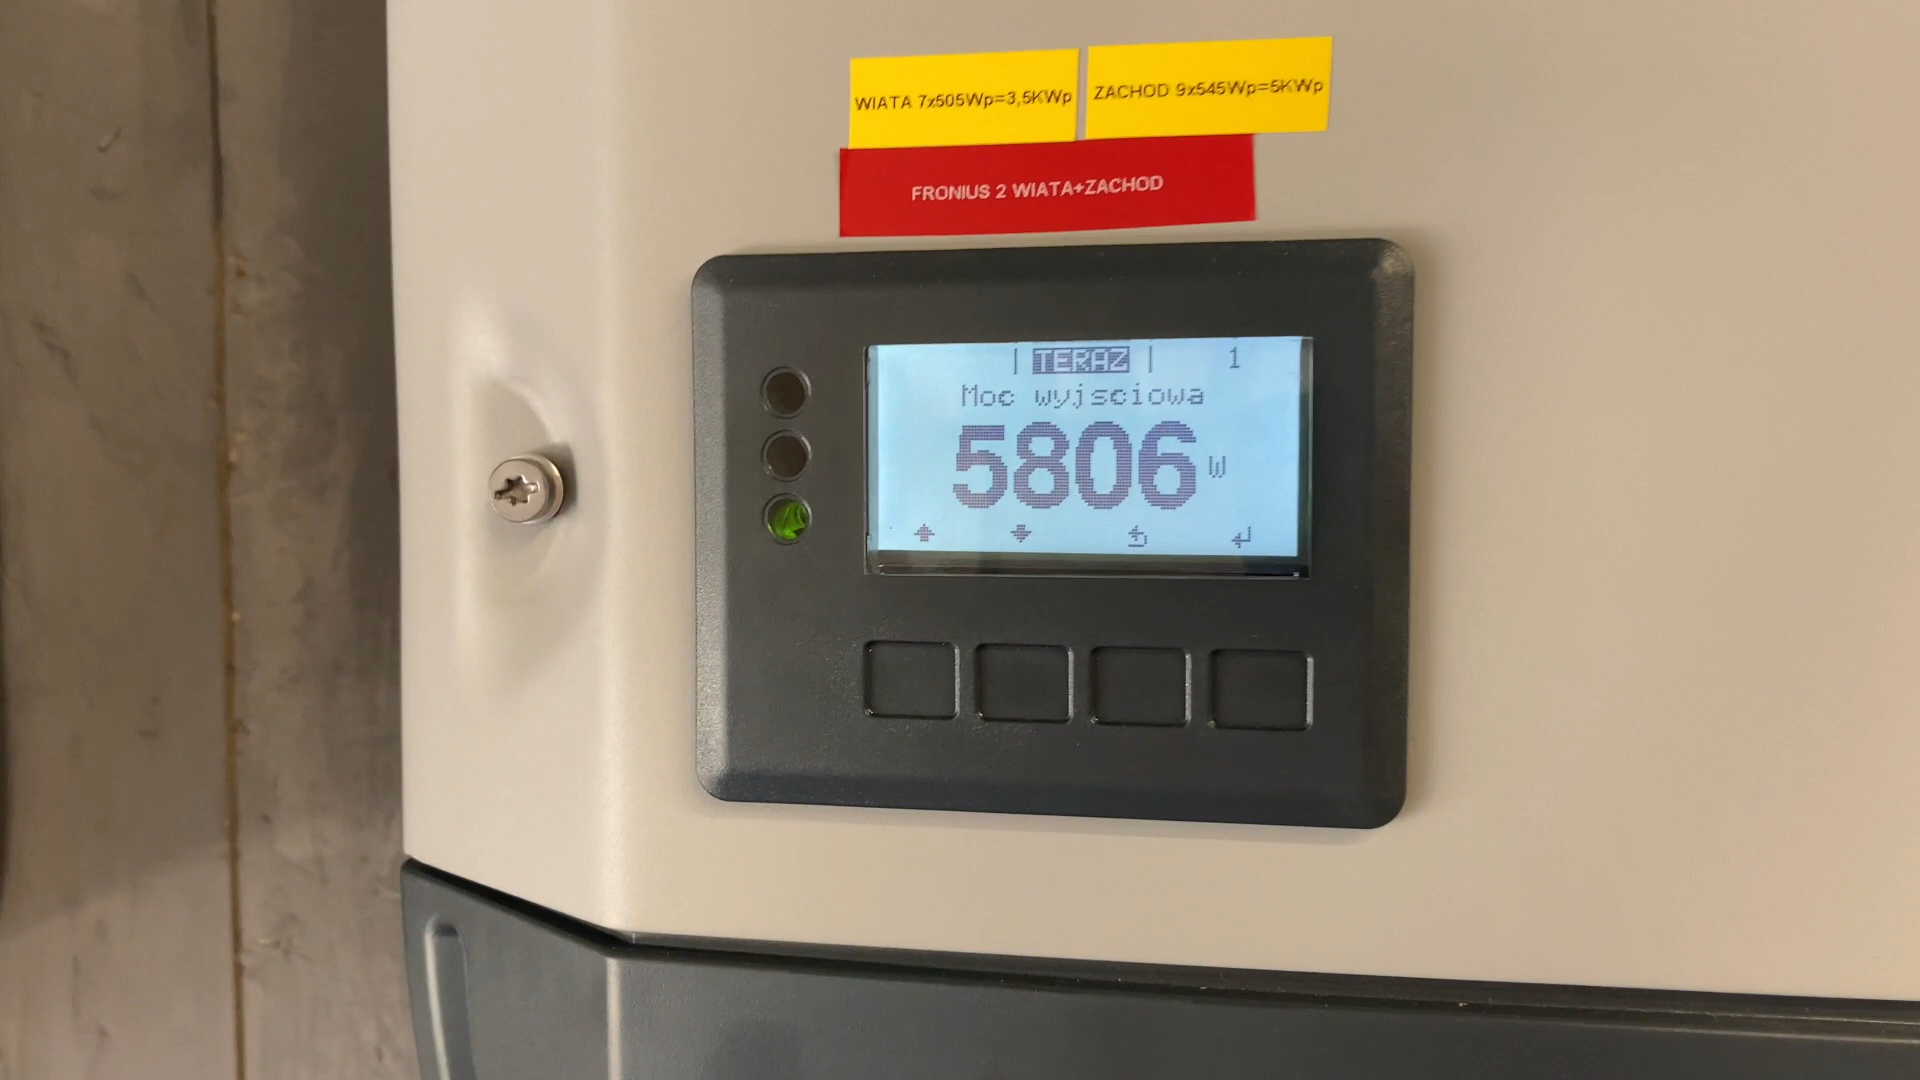 WIATA 7x505Wp=3,5KWp
ZACHOD 9x545Wp=5KWp
FRONIUS 2 WIATA+ZACHOD
| TERAZ | 1
Moc wyjsciowa
5806 W